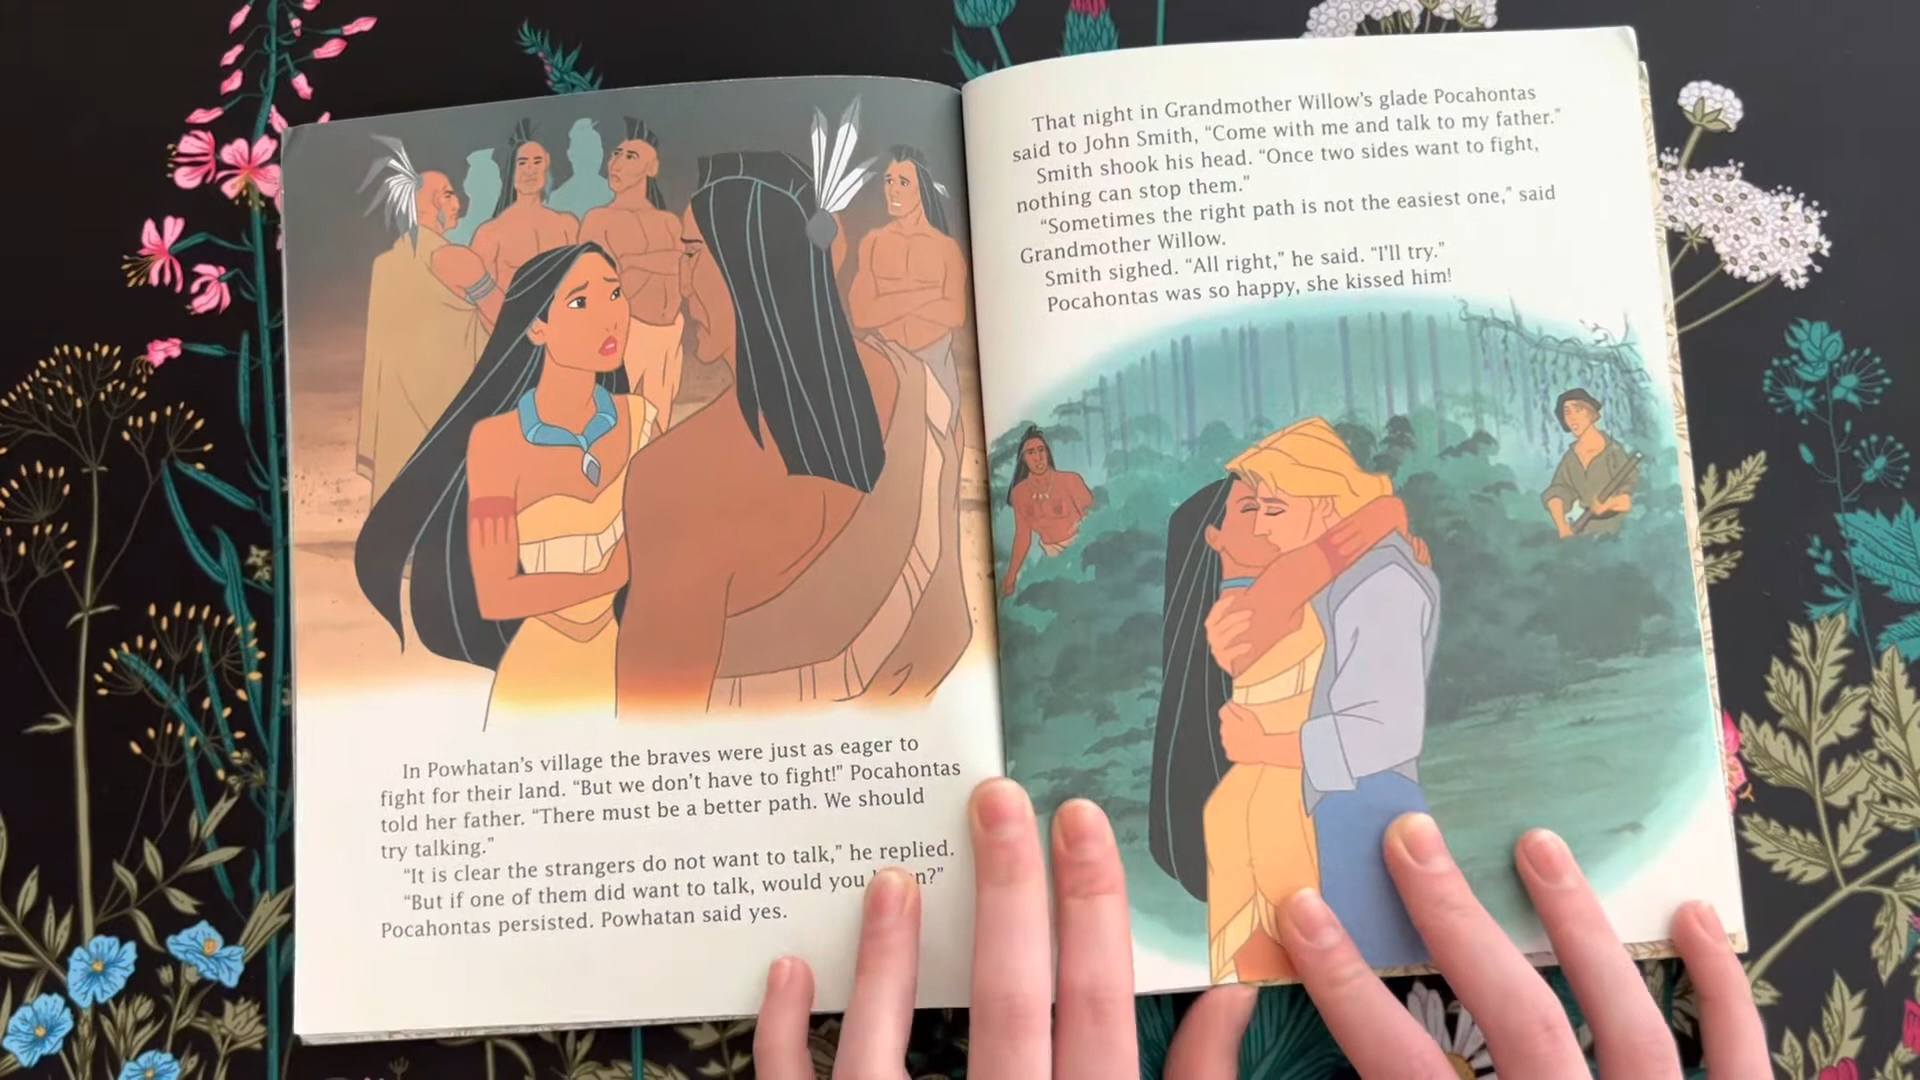 In Powhatan's village the braves were just as eager to
fight for their land. “But we don't have to fight!” Pocahontas
told her father. “There must be a better path. We should
try talking.”
“It is clear the strangers do not want to talk,” he replied.
“But if one of them did want to talk, would you
Pocahontas persisted. Powhatan said yes.
That night in Grandmother Willow's glade Pocahontas
said to John Smith, “Come with me and talk to my father.”
Smith shook his head. “Once two sides want to fight,
nothing can stop them.”
“Sometimes the right path is not the easiest one,” said
Grandmother Willow.
Smith sighed. “All right,” he said. “I'll try.”
Pocahontas was so happy, she kissed him!